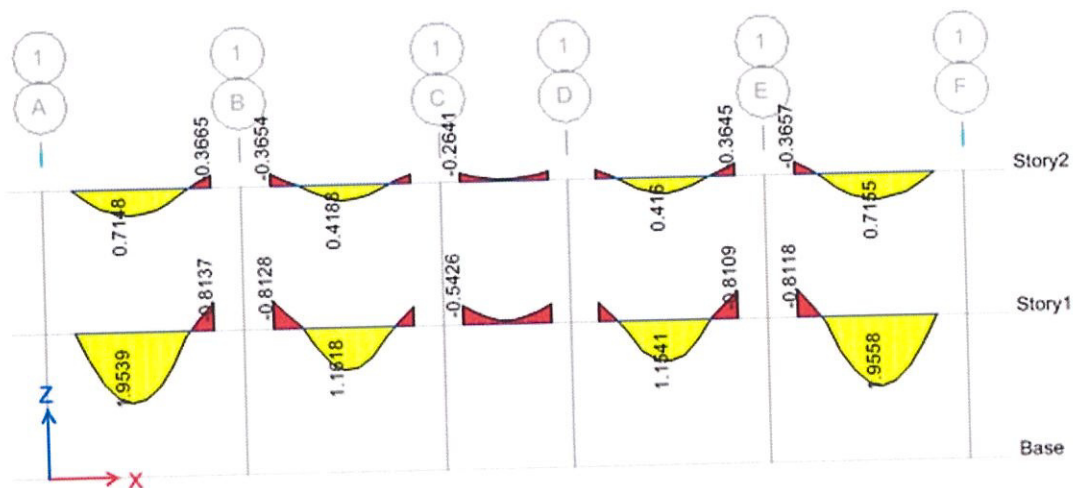 1 1 1 1 1 1
A B C D E F
-0.3665 -0.3654 -0.2641 0.3645 -0.3657
Story2
0.7148 0.4188 0.416 0.7155
-0.8137 -0.8128 -0.5426 -0.8109 -0.8118
Story1
1.9539 1.1618 1.1541 1.9558
Z
Base
X